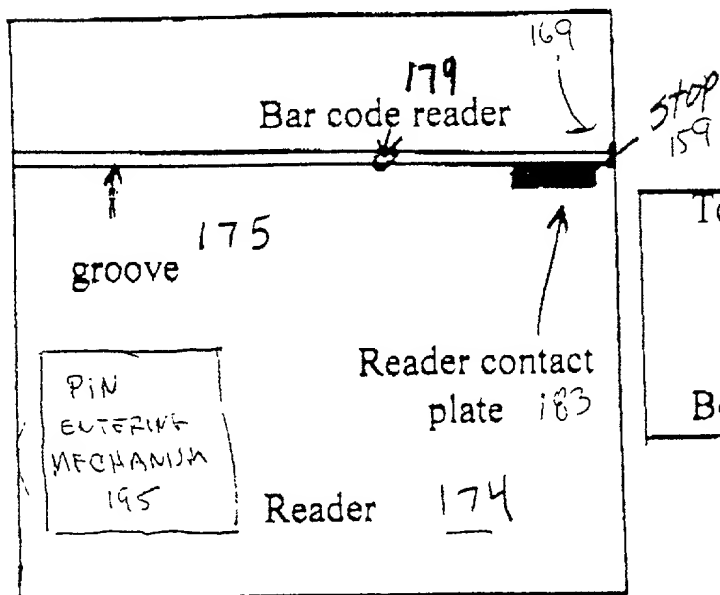 169
179
Bar code reader
stop
159
175
groove
To
Reader contact
plate 183
PIN
ENTERING
MECHANISM
195
Be
Reader 174